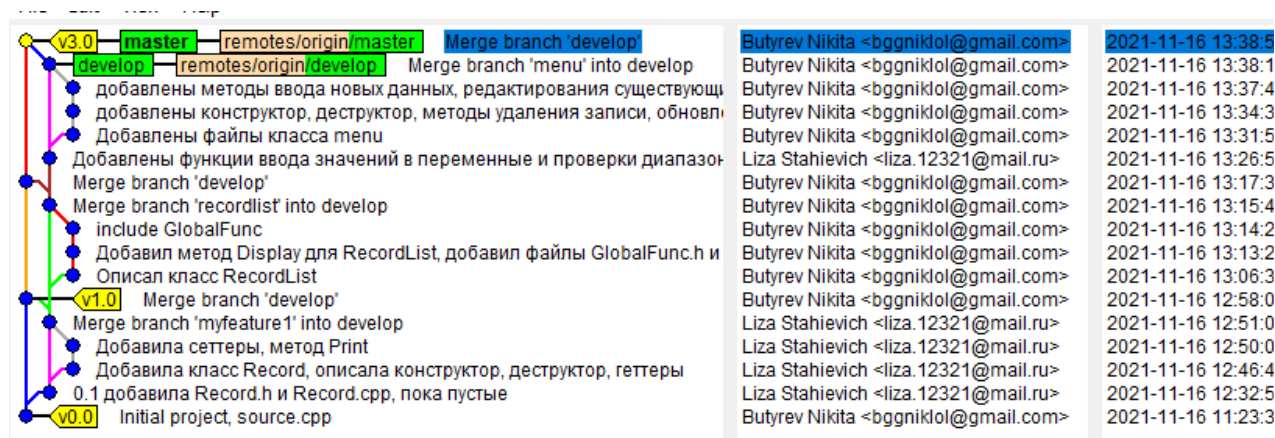 v3.0 master remotes/origin/master Merge branch 'develop' Butyrev Nikita <bggniklol@gmail.com> 2021-11-16 13:38:5
develop remotes/origin/develop Merge branch 'menu' into develop Butyrev Nikita <bggniklol@gmail.com> 2021-11-16 13:38:1
добавлены методы ввода новых данных, редактирования существующи Butyrev Nikita <bggniklol@gmail.com> 2021-11-16 13:37:4
добавлены конструктор, деструктор, методы удаления записи, обновл Butyrev Nikita <bggniklol@gmail.com> 2021-11-16 13:34:3
Добавлены файлы класса menu Butyrev Nikita <bggniklol@gmail.com> 2021-11-16 13:31:5
Добавлены функции ввода значений в переменные и проверки диапазон Liza Stahievich <liza.12321@mail.ru> 2021-11-16 13:26:5
Merge branch 'develop' Butyrev Nikita <bggniklol@gmail.com> 2021-11-16 13:17:3
Merge branch 'recordlist' into develop Butyrev Nikita <bggniklol@gmail.com> 2021-11-16 13:15:4
include GlobalFunc Butyrev Nikita <bggniklol@gmail.com> 2021-11-16 13:14:2
Добавил метод Display для RecordList, добавил файлы GlobalFunc.h и Butyrev Nikita <bggniklol@gmail.com> 2021-11-16 13:13:2
Описал класс RecordList Butyrev Nikita <bggniklol@gmail.com> 2021-11-16 13:06:3
v1.0 Merge branch 'develop' Butyrev Nikita <bggniklol@gmail.com> 2021-11-16 12:58:0
Merge branch 'myfeature1' into develop Liza Stahievich <liza.12321@mail.ru> 2021-11-16 12:51:0
Добавила сеттеры, метод Print Liza Stahievich <liza.12321@mail.ru> 2021-11-16 12:50:0
Добавила класс Record, описала конструктор, деструктор, геттеры Liza Stahievich <liza.12321@mail.ru> 2021-11-16 12:46:4
0.1 добавила Record.h и Record.cpp, пока пустые Liza Stahievich <liza.12321@mail.ru> 2021-11-16 12:32:5
v0.0 Initial project, source.cpp Butyrev Nikita <bggniklol@gmail.com> 2021-11-16 11:23:3